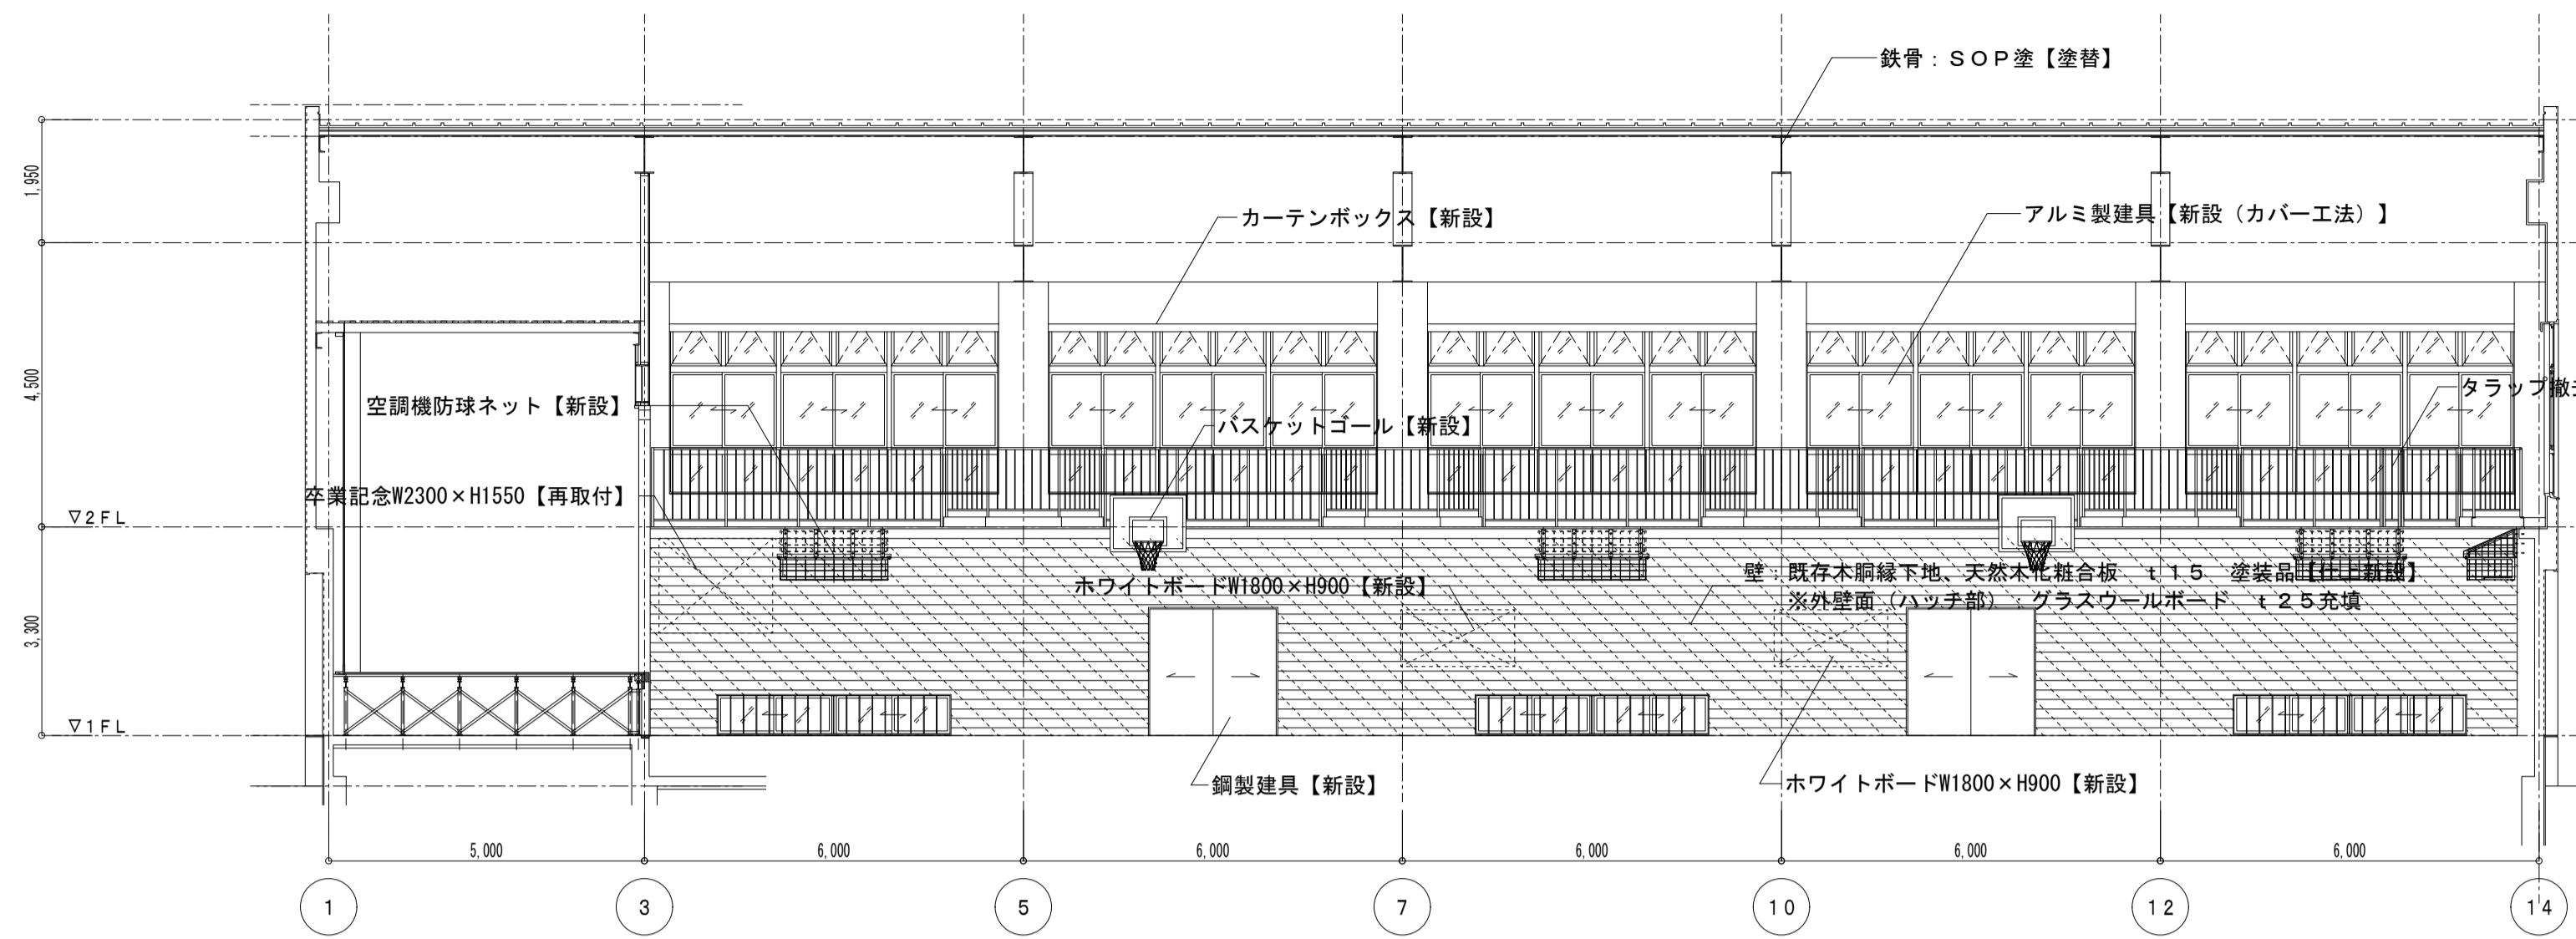 鉄骨：ＳＯＰ塗【塗替】
カーテンボックス【新設】
アルミ製建具【新設（カバー工法）】
1,950
4,500
3,300
空調機防球ネット【新設】
バスケットゴール【新設】
タラップ撤
卒業記念W2300×H1550【再取付】
▽２ＦＬ
ホワイトボードW1800×H900【新設】
壁：既存木胴縁下地、天然木化粧合板　ｔ１５　塗装品【仕上新設】
※外壁面（ハッチ部）：グラスウールボード　ｔ２５充填
▽１ＦＬ
鋼製建具【新設】
ホワイトボードW1800×H900【新設】
5,000
6,000
6,000
6,000
6,000
6,000
1
3
5
7
10
12
14